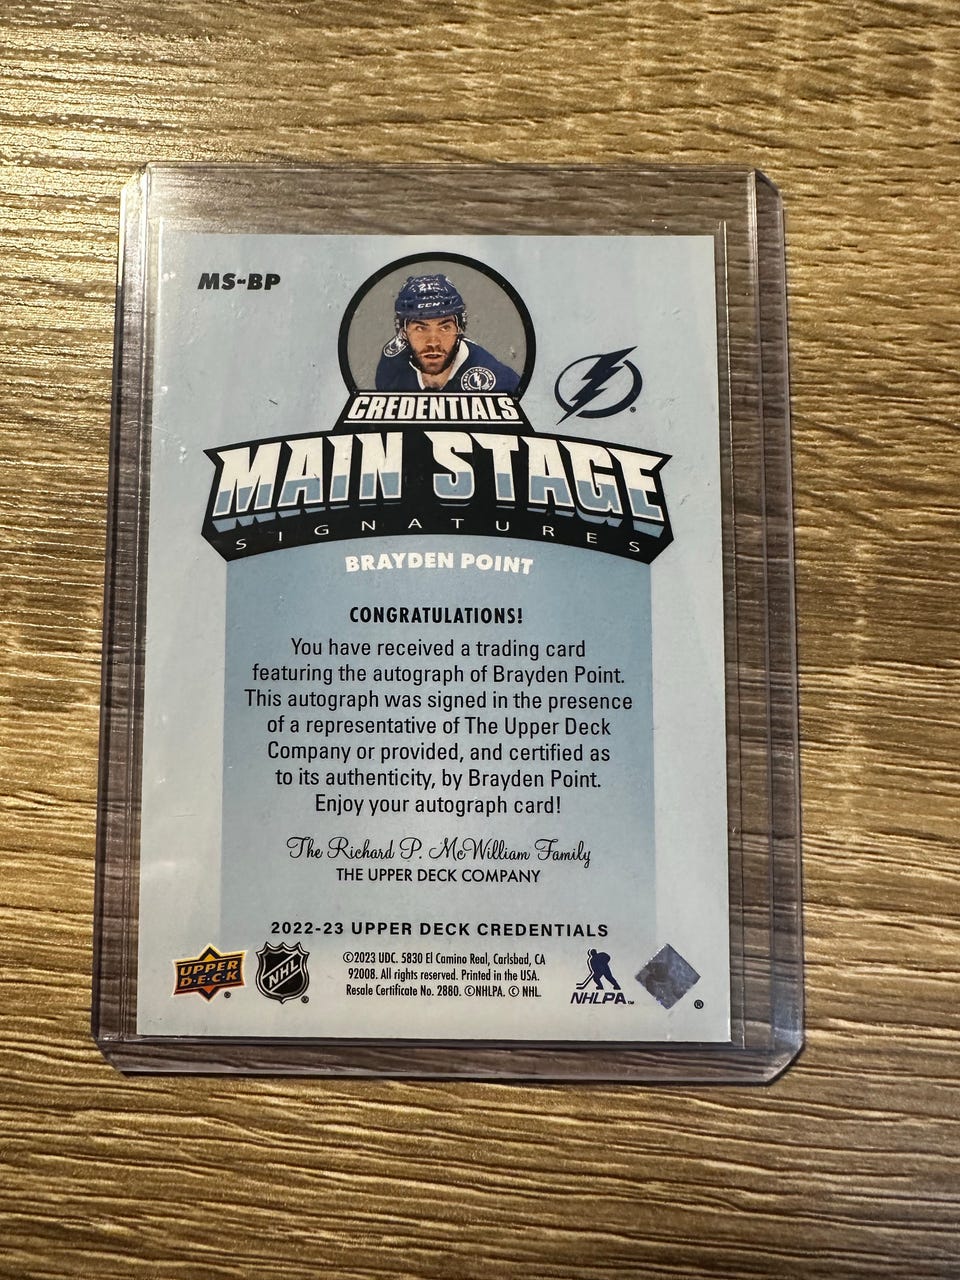 MS-BP
21
CCM
CREDENTIALS
MAIN STAGE
SIGNATURES
BRAYDEN POINT
CONGRATULATIONS!
You have received a trading card
featuring the autograph of Brayden Point.
This autograph was signed in the presence
of a representative of The Upper Deck
Company or provided, and certified as
to its authenticity, by Brayden Point.
Enjoy your autograph card!
The Richard P. McWilliam Family
THE UPPER DECK COMPANY
2022-23 UPPER DECK CREDENTIALS
UPPER
D·E·C·K ®
NHL ®
©2023 UDC. 5830 El Camino Real, Carlsbad, CA
92008. All rights reserved. Printed in the USA.
Resale Certificate No. 2880. ©NHLPA. © NHL.
NHLPA™
®